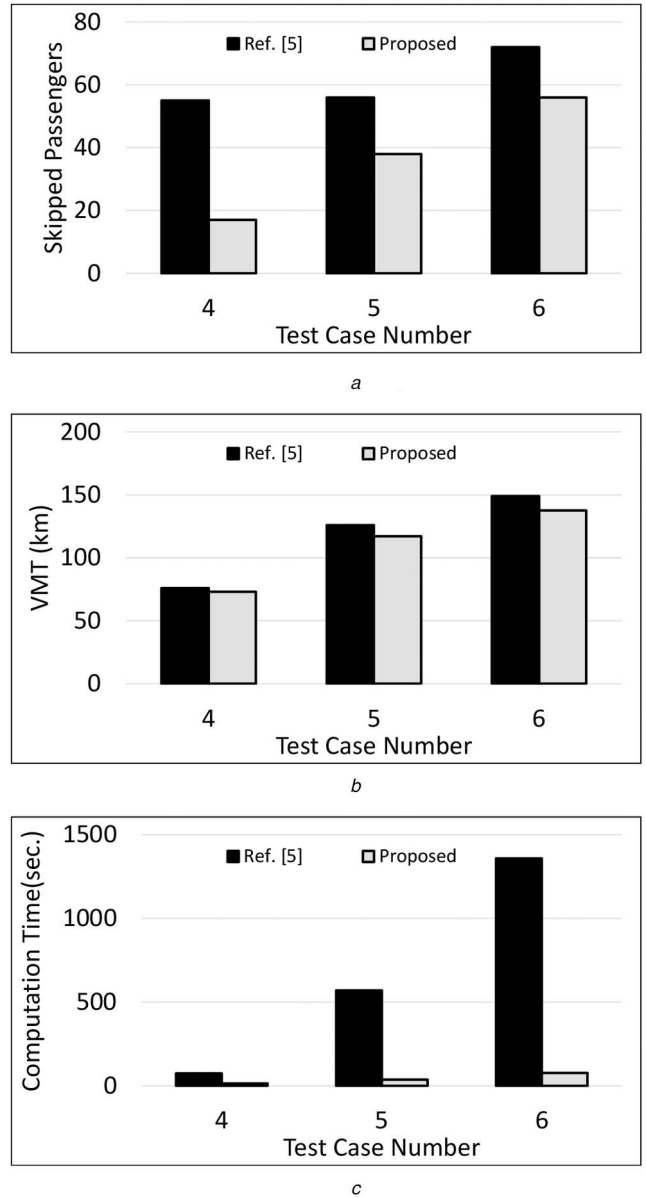 80
60
40
20
0
Skipped Passengers
Ref. [5] Proposed
4 5 6
Test Case Number
a
200
150
100
50
0
VMT (km)
Ref. [5] Proposed
4 5 6
Test Case Number
b
1500
1000
500
0
Computation Time(sec.)
Ref. [5] Proposed
4 5 6
Test Case Number
c